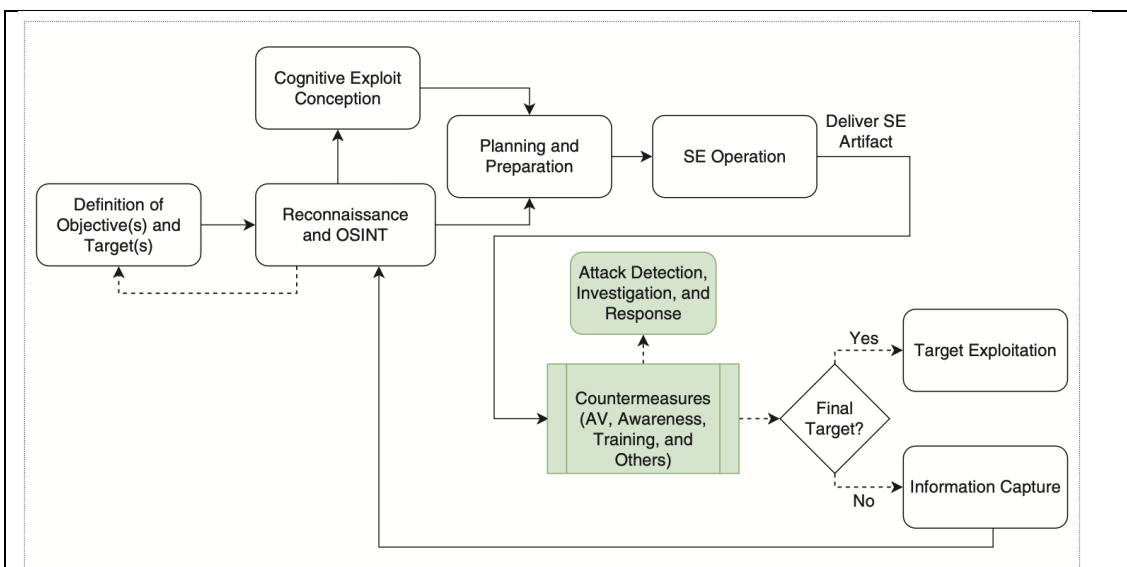 Cognitive Exploit
Conception
Planning and
Preparation
SE Operation
Deliver SE
Artifact
Definition of
Objective(s) and
Target(s)
Reconnaissance
and OSINT
Attack Detection,
Investigation, and
Response
Countermeasures
(AV, Awareness,
Training, and
Others)
Final
Target?
Yes
Target Exploitation
No
Information Capture